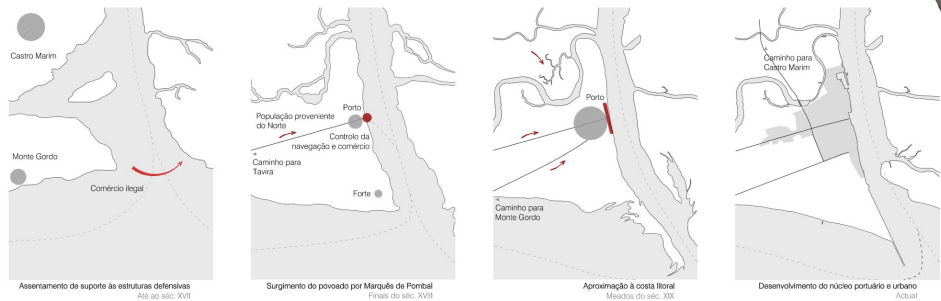 Castro Marim
Monte Gordo
Comércio ilegal
Assentamento de suporte às estruturas defensivas
Até ao séc. XVII
Porto
População proveniente
do Norte
Controlo da
navegação e comércio
Caminho para
Tavira
Forte
Surgimento do povoado por Marquês de Pombal
Finais do séc. XVIII
Porto
Caminho para
Monte Gordo
Aproximação à costa litoral
Meados do séc. XIX
Caminho para
Castro Marim
Desenvolvimento do núcleo portuário e urbano
Actual